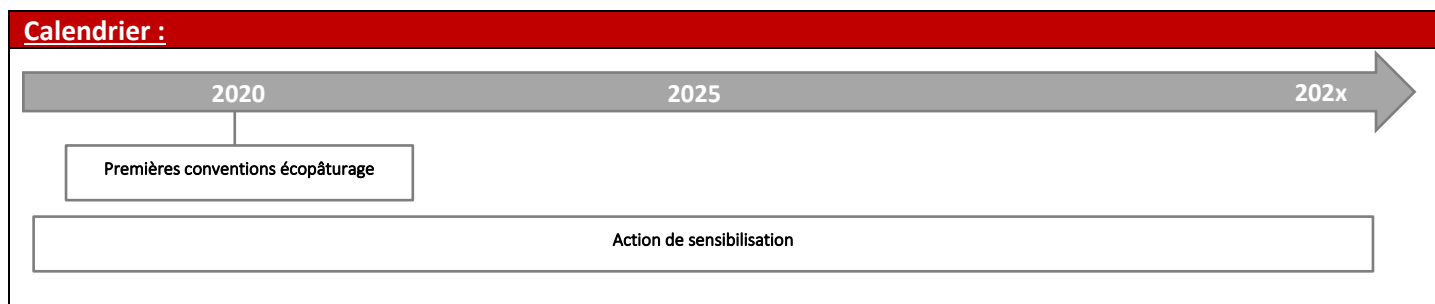 Calendrier :
2020 2025 202x
Premières conventions écopâturage
Action de sensibilisation